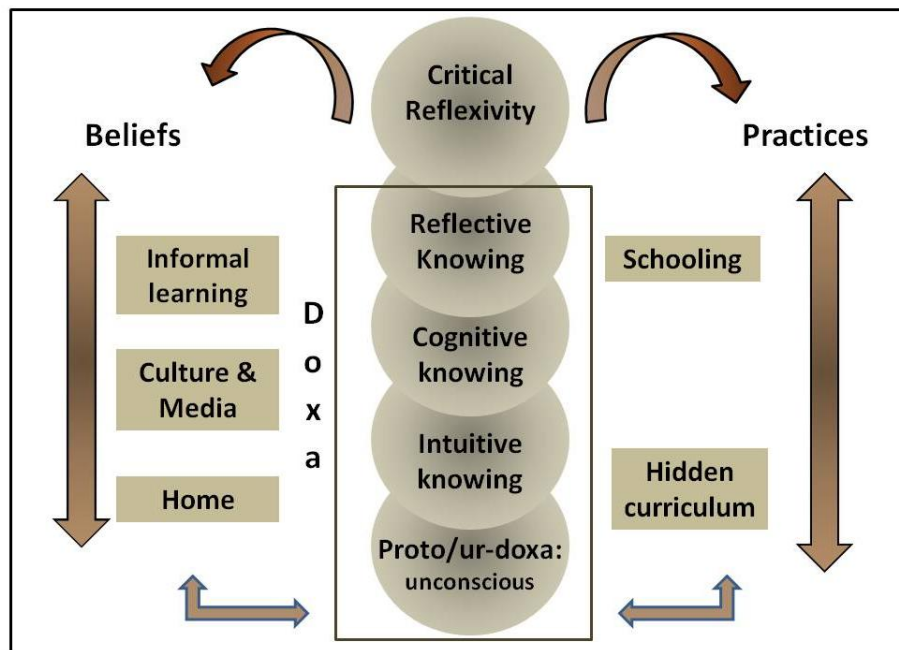 Critical
Reflexivity
Beliefs
Practices
Reflective
Knowing
Informal
learning
Schooling
D
o
x
a
Cognitive
knowing
Culture &
Media
Intuitive
knowing
Home
Hidden
curriculum
Proto/ur-doxa:
unconscious